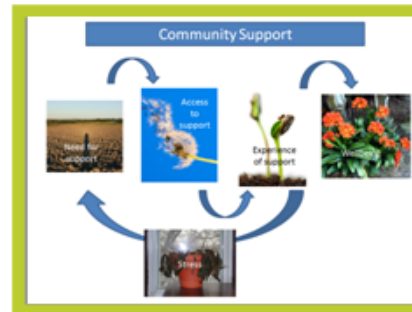 Community Support
Need for
support
Access
to
support
Experience
of support
Stress